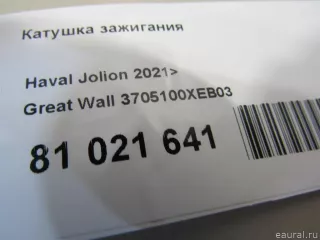 Катушка зажигания
Haval Jolion 2021>
Great Wall 3705100XEB03
81 021 641
eaural.ru